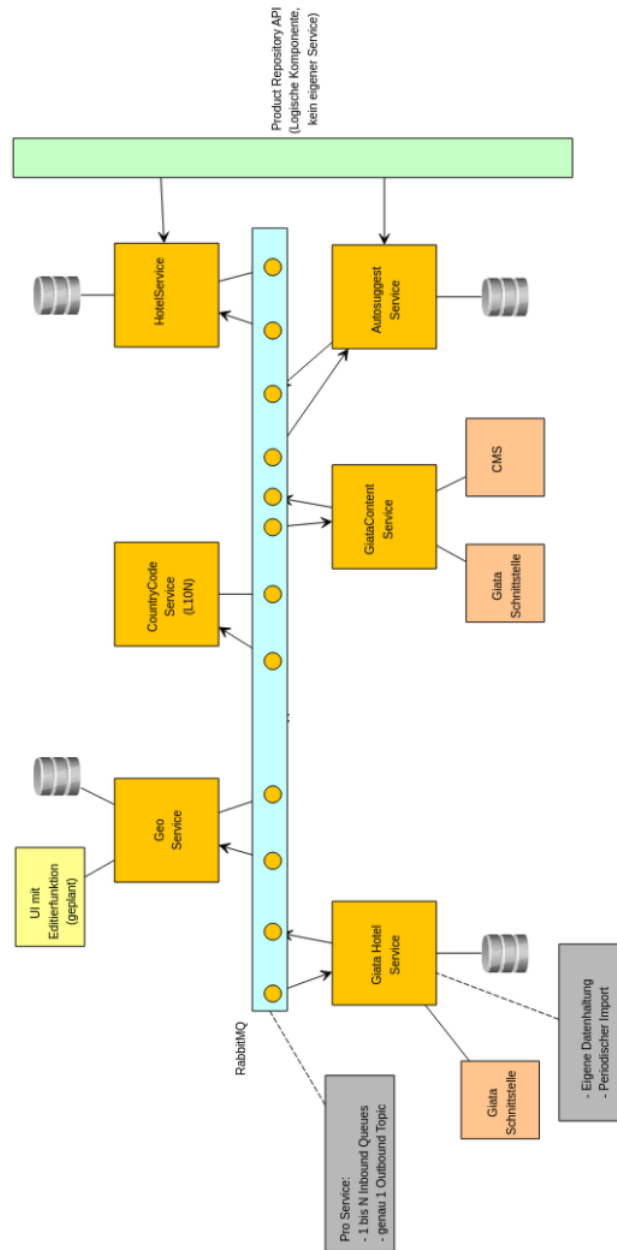 Product Repository API
(Logische Komponente,
kein eigener Service)
HotelService
Autosuggest
Service
CMS
GiataContent
Service
Giata
Schnittstelle
CountryCode
Service
(L10N)
Geo
Service
UI mit
Editierfunktion
(geplant)
RabbitMQ
Giata Hotel
Service
Giata
Schnittstelle
- Eigene Datenhaltung
- Periodischer Import
Pro Service:
- 1 bis N Inbound Queues
- genau 1 Outbound Topic